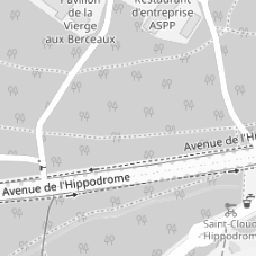 Pavillon
de la
Vierge
aux Berceaux
Restaurant
d'entreprise
ASPP
Avenue de l'Hi
Avenue de l'Hippodrome
Saint-Cloud
Hippodrom